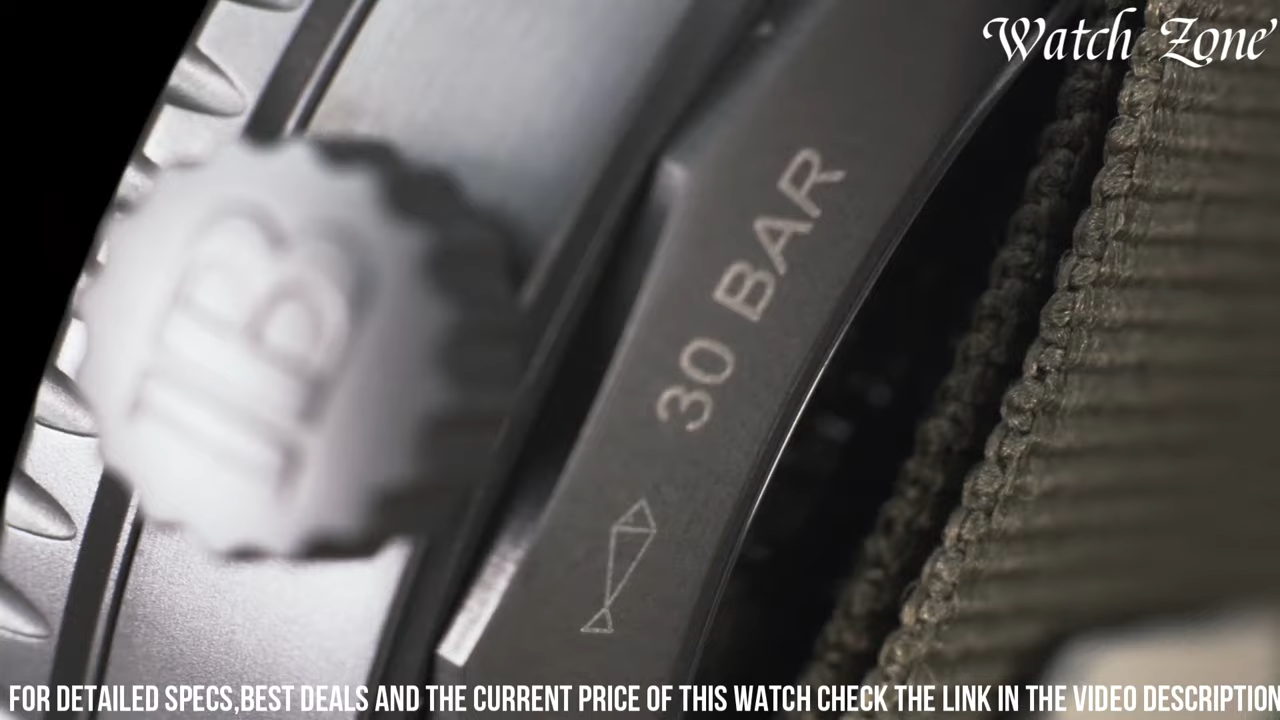 Watch Zone
30 BAR
FOR DETAILED SPECS,BEST DEALS AND THE CURRENT PRICE OF THIS WATCH CHECK THE LINK IN THE VIDEO DESCRIPTION